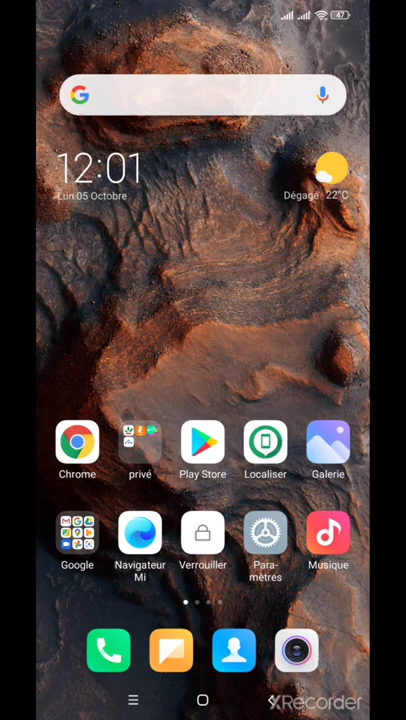 47
12:01
Lun 05 Octobre
Dégagé 22°C
Chrome
privé
Play Store
Localiser
Galerie
Google
Navigateur
Mi
Verrouiller
Para-
mètres
Musique
XRecorder